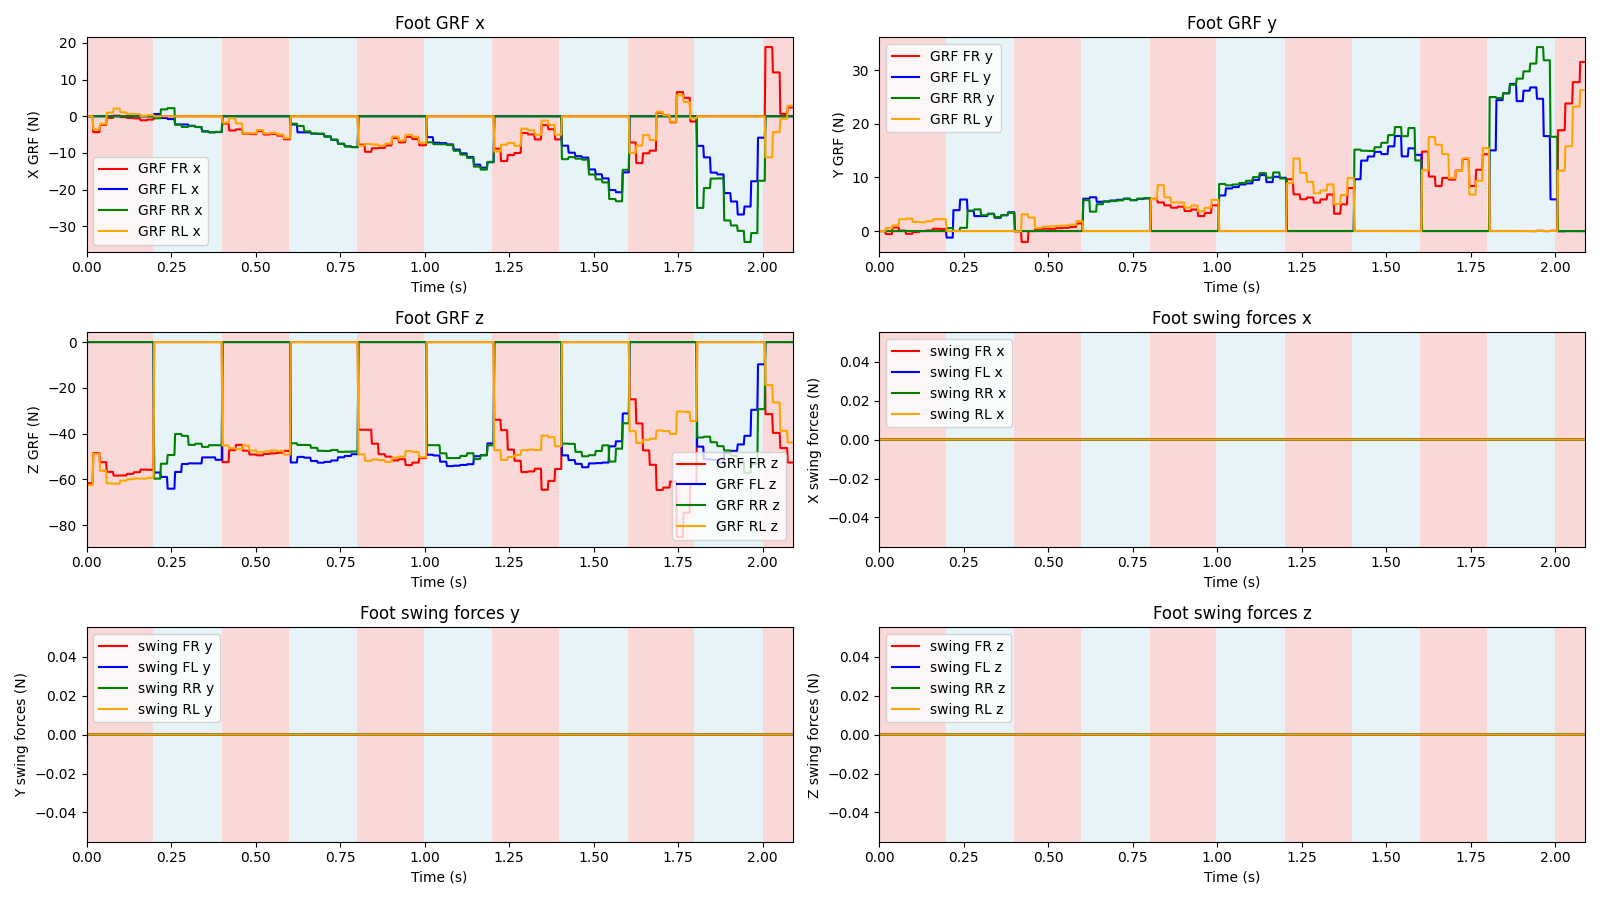 Foot GRF x
20
10
0
−10
−20
−30
X GRF (N)
GRF FR x
GRF FL x
GRF RR x
GRF RL x
0.00 0.25 0.50 0.75 1.00 1.25 1.50 1.75 2.00
Time (s)
Foot GRF y
30
20
10
0
Y GRF (N)
GRF FR y
GRF FL y
GRF RR y
GRF RL y
0.00 0.25 0.50 0.75 1.00 1.25 1.50 1.75 2.00
Time (s)
Foot GRF z
0
−20
−40
−60
−80
Z GRF (N)
GRF FR z
GRF FL z
GRF RR z
GRF RL z
0.00 0.25 0.50 0.75 1.00 1.25 1.50 1.75 2.00
Time (s)
Foot swing forces x
0.04
0.02
0.00
−0.02
−0.04
X swing forces (N)
swing FR x
swing FL x
swing RR x
swing RL x
0.00 0.25 0.50 0.75 1.00 1.25 1.50 1.75 2.00
Time (s)
Foot swing forces y
0.04
0.02
0.00
−0.02
−0.04
Y swing forces (N)
swing FR y
swing FL y
swing RR y
swing RL y
0.00 0.25 0.50 0.75 1.00 1.25 1.50 1.75 2.00
Time (s)
Foot swing forces z
0.04
0.02
0.00
−0.02
−0.04
Z swing forces (N)
swing FR z
swing FL z
swing RR z
swing RL z
0.00 0.25 0.50 0.75 1.00 1.25 1.50 1.75 2.00
Time (s)